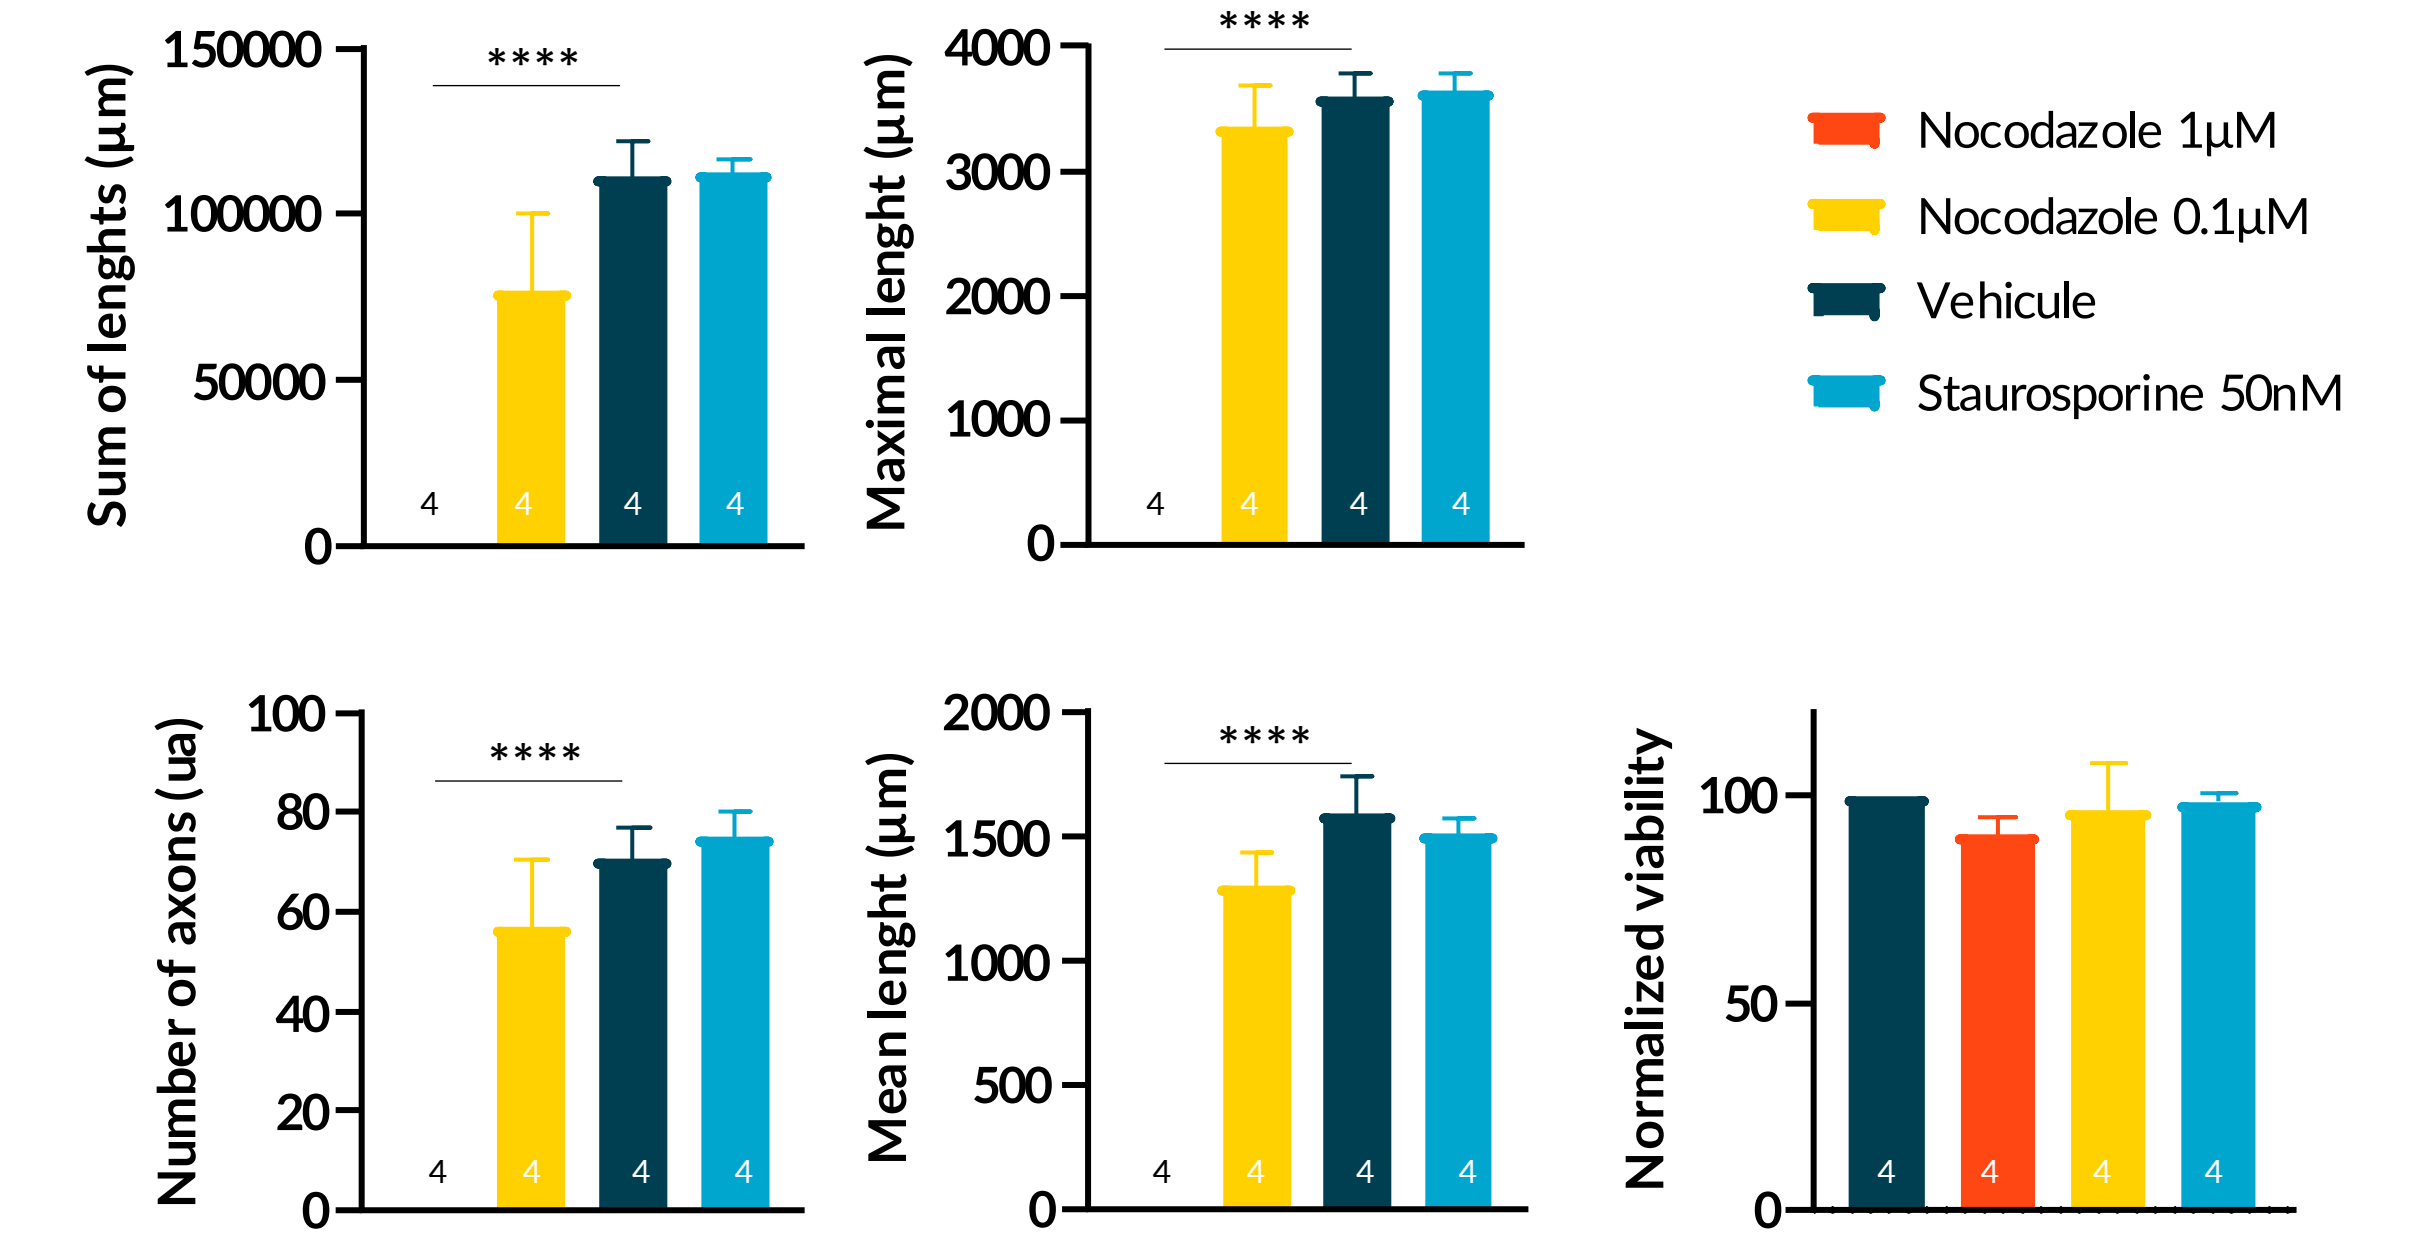 Sum of lenghts (µm)
150000
100000
50000
0
****
4 4 4 4
Maximal lenght (µm)
4000
3000
2000
1000
0
****
4 4 4 4
Nocodazole 1µM
Nocodazole 0.1µM
Vehicule
Staurosporine 50nM
Number of axons (ua)
100
80
60
40
20
0
****
4 4 4 4
Mean lenght (µm)
2000
1500
1000
500
0
****
4 4 4 4
Normalized viability
100
50
0
4 4 4 4